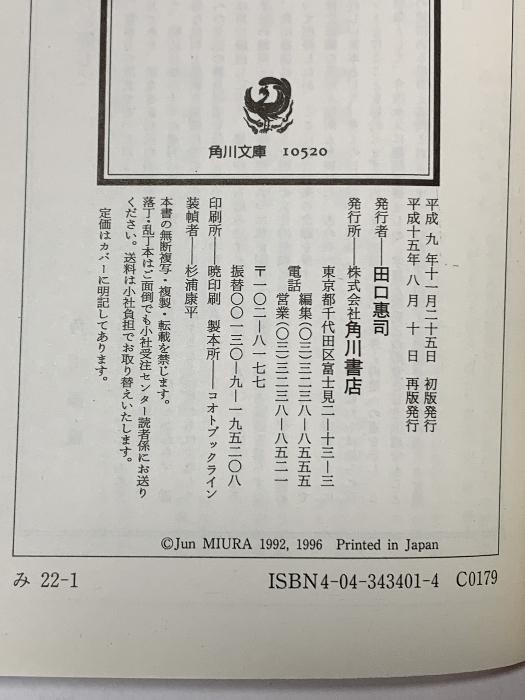 角川文庫 10520
平成九年十一月二十五日 初版発行
平成十五年八月十日 再版発行
発行者——田口惠司
発行所——株式会社角川書店
東京都千代田区富士見二—十三—三
電話 編集(〇三)三二三八—八五五五
営業(〇三)三二三八—八五二一
〒一〇二—八一七七
振替〇〇一三〇—九—一九五二〇八
印刷所——暁印刷 製本所——コオトブックライン
装幀者——杉浦康平
本書の無断複写・複製・転載を禁じます。
落丁・乱丁本はご面倒でも小社受注センター読者係にお送り
ください。送料は小社負担でお取り替えいたします。
定価はカバーに明記してあります。
©Jun MIURA 1992, 1996 Printed in Japan
み 22-1
ISBN4-04-343401-4 C0179